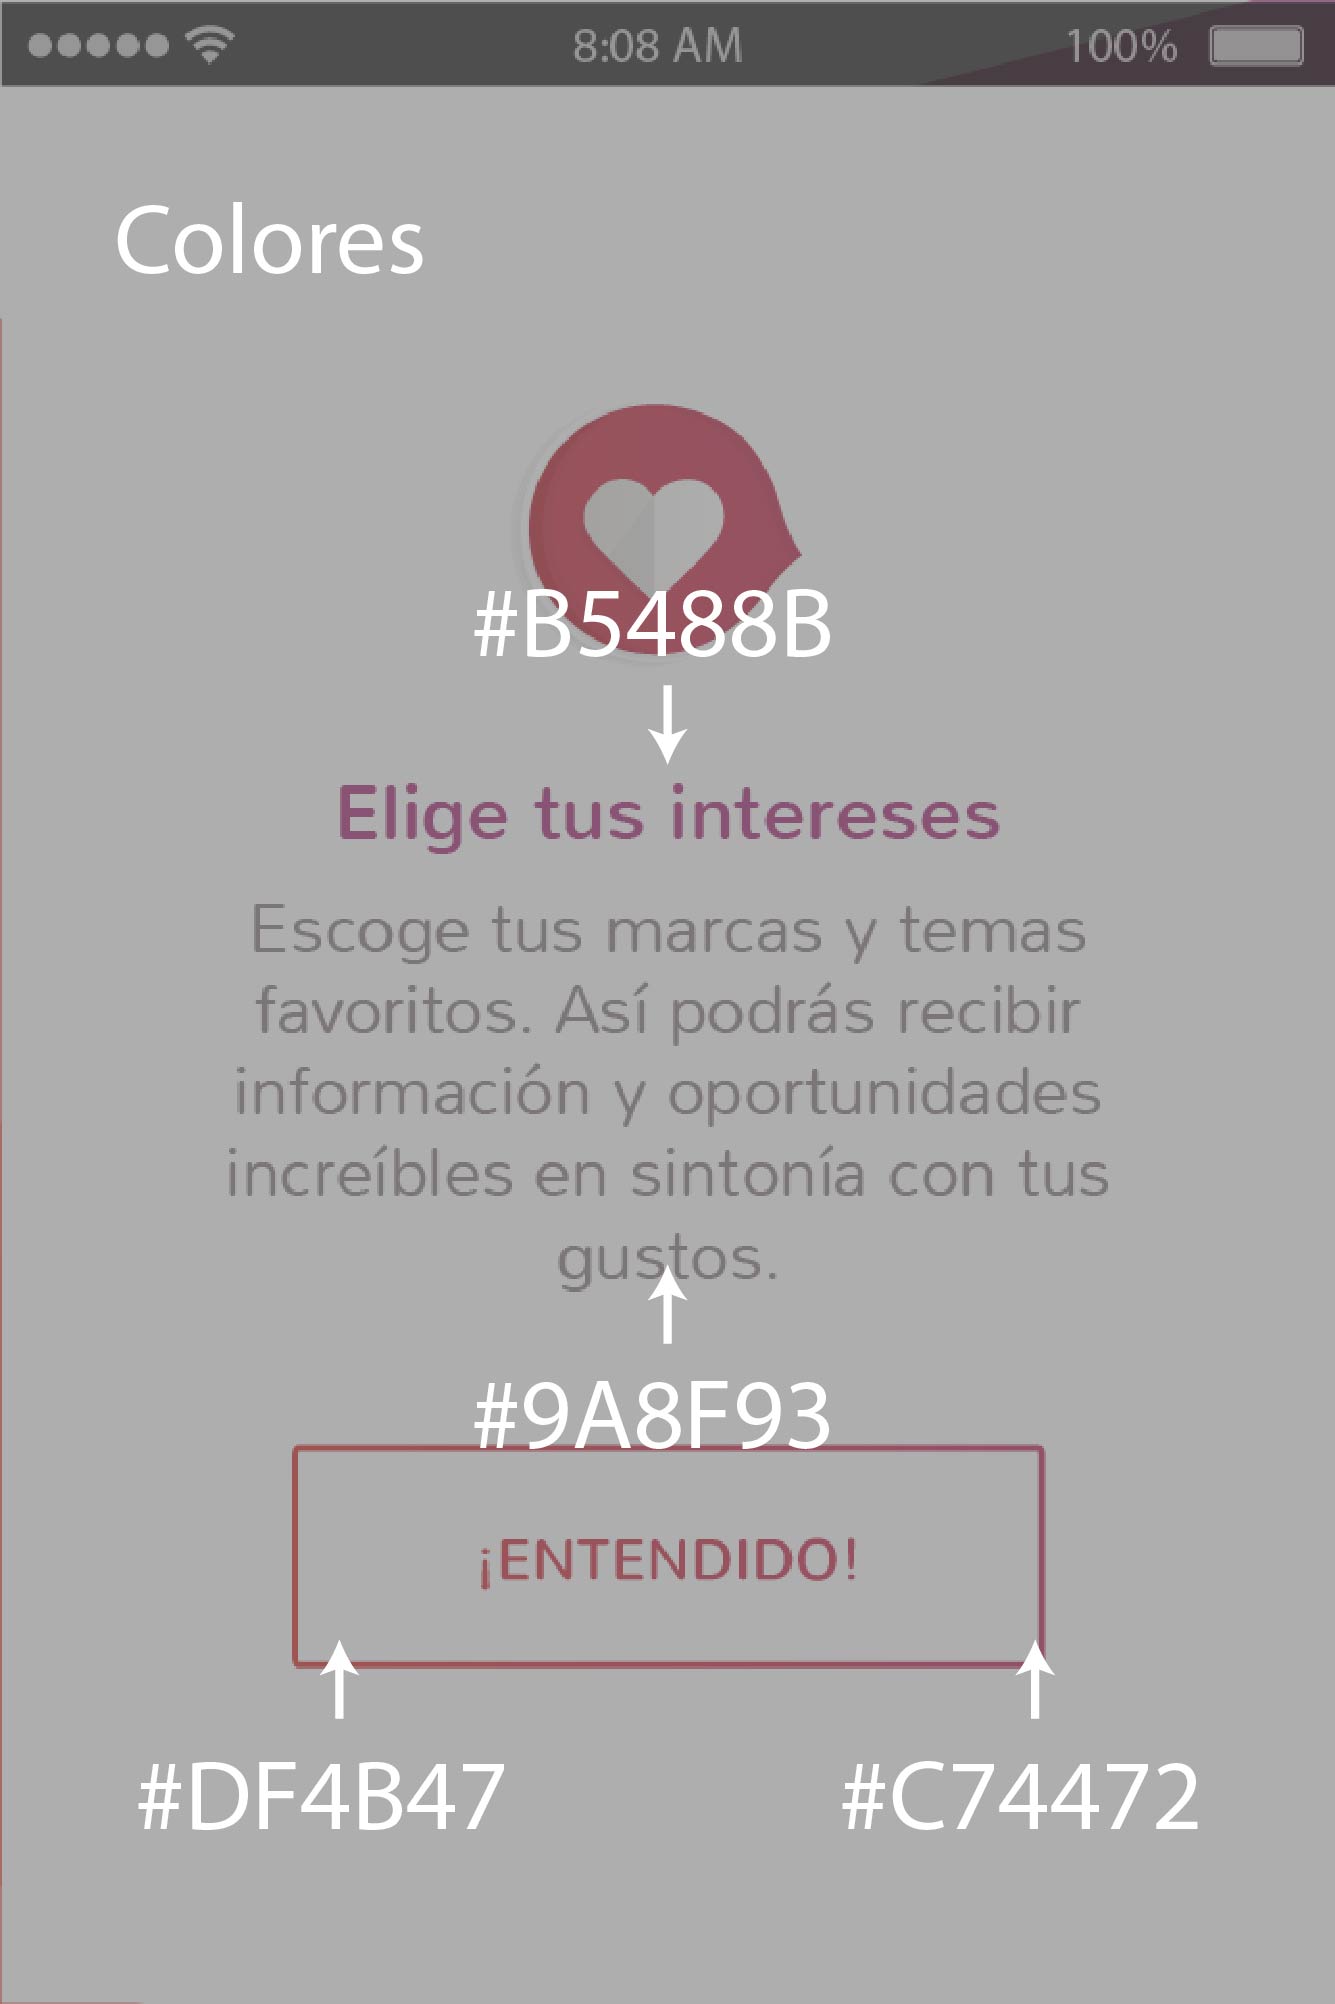 8:08 AM 100%
Colores
#B5488B
Elige tus intereses
Escoge tus marcas y temas
favoritos. Así podrás recibir
información y oportunidades
increíbles en sintonía con tus
gustos.
#9A8F93
¡ENTENDIDO!
#DF4B47 #C74472